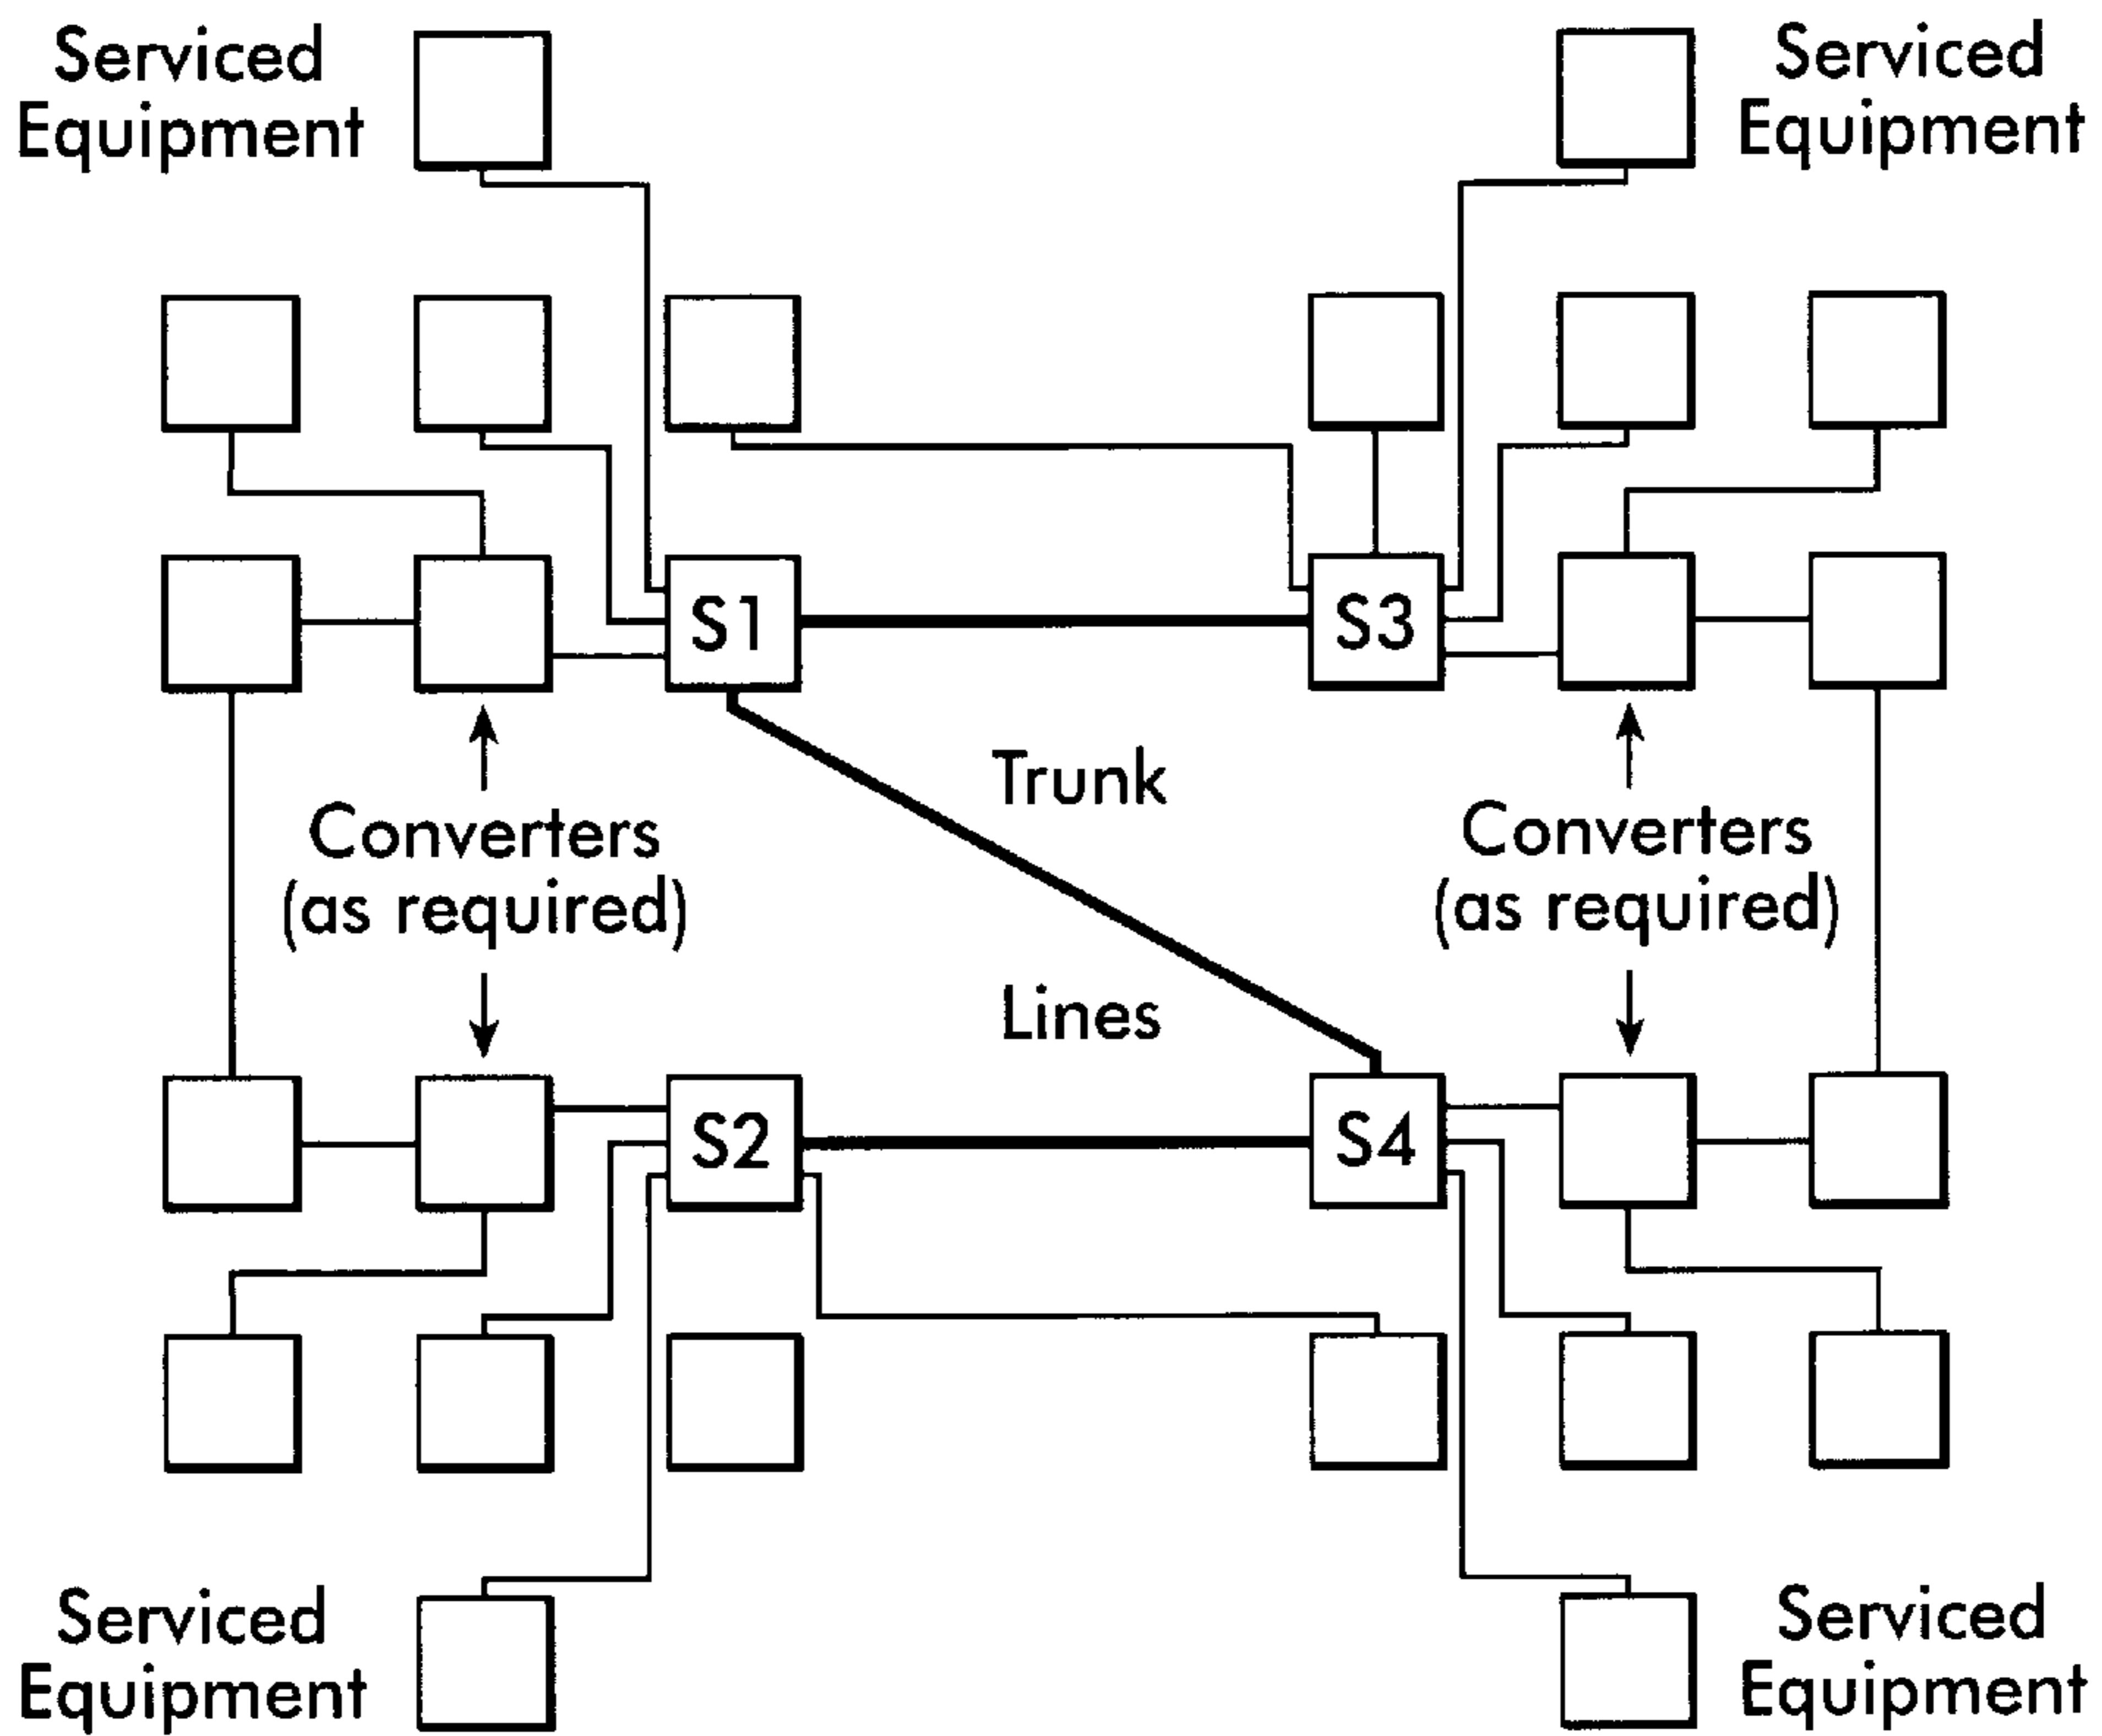 Serviced
Equipment
Serviced
Equipment
S1
S3
Trunk
Converters
(as required)
Converters
(as required)
Lines
S2
S4
Serviced
Equipment
Serviced
Equipment